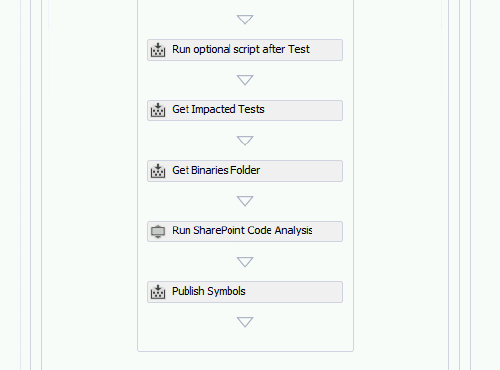 Run optional script after Test
Get Impacted Tests
Get Binaries Folder
Run SharePoint Code Analysis
Publish Symbols